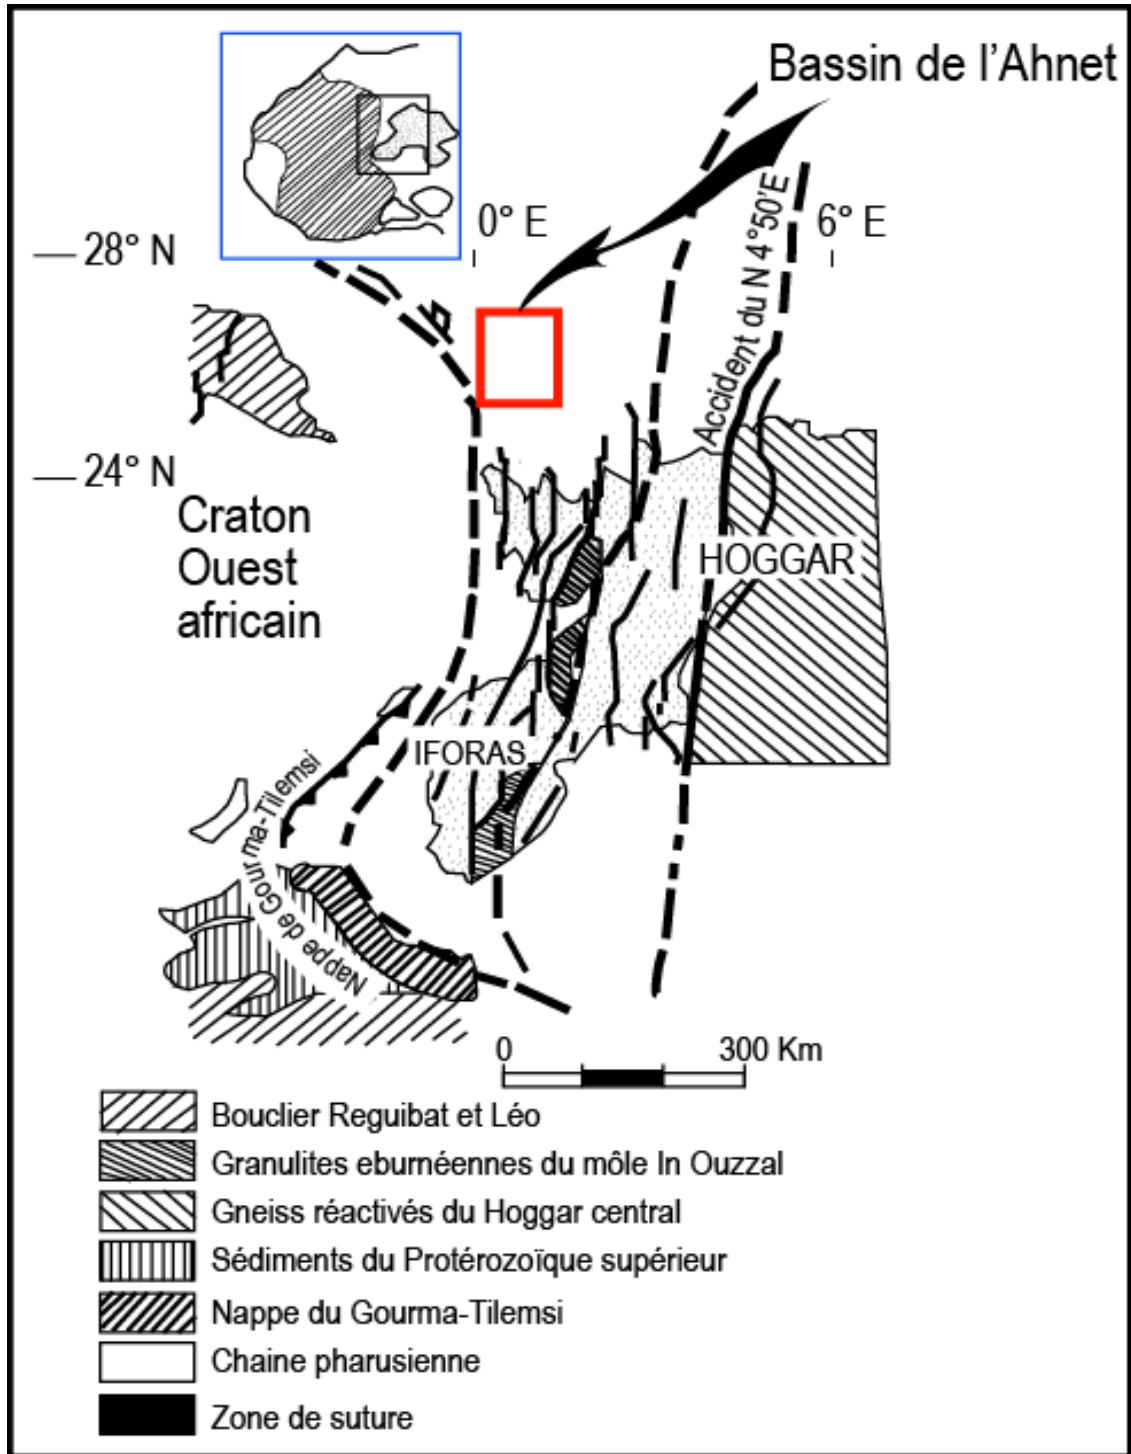 Bassin de l'Ahnet
0° E
6° E
28° N
Accident du N 4°50'E
24° N
Craton
Ouest
africain
HOGGAR
IFORAS
Nappe de Gourma-Tilemsi
0
300 Km
Bouclier Reguibat et Léo
Granulites eburnéennes du môle In Ouzzal
Gneiss réactivés du Hoggar central
Sédiments du Protérozoïque supérieur
Nappe du Gourma-Tilemsi
Chaine pharusienne
Zone de suture